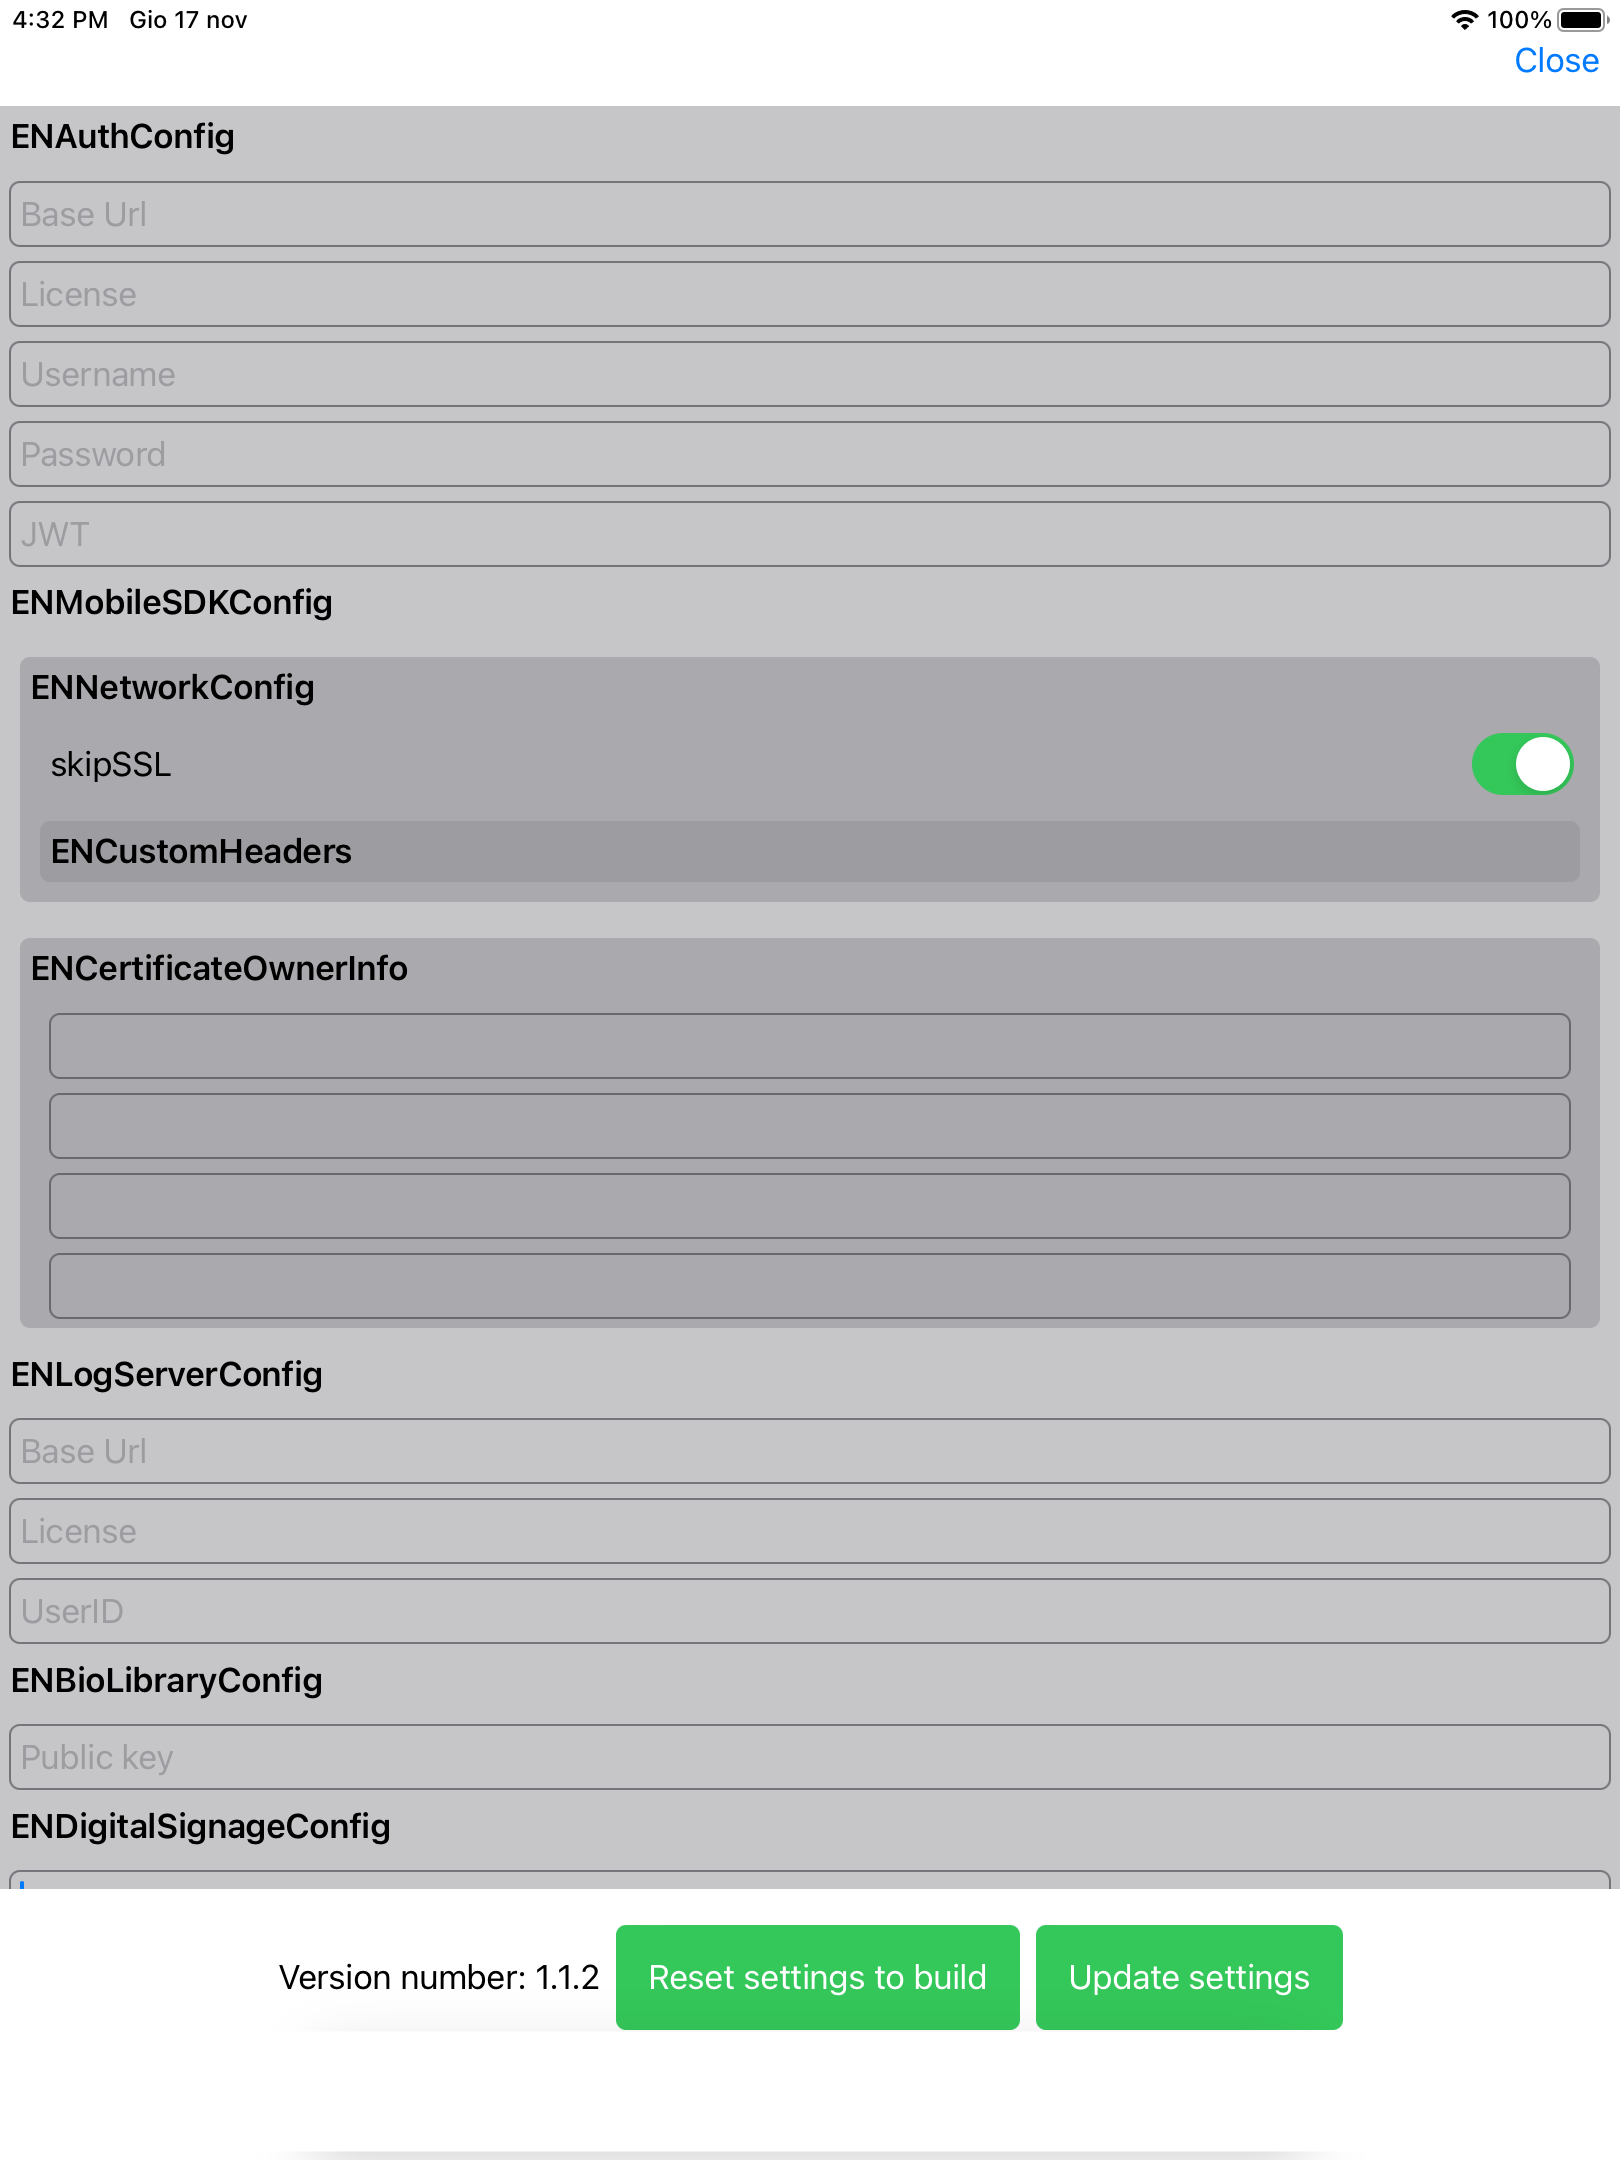 4:32 PM Gio 17 nov 100%
Close
ENAuthConfig
Base Url
License
Username
Password
JWT
ENMobileSDKConfig
ENNetworkConfig
skipSSL
ENCustomHeaders
ENCertificateOwnerInfo
ENLogServerConfig
Base Url
License
UserID
ENBioLibraryConfig
Public key
ENDigitalSignageConfig
Version number: 1.1.2 Reset settings to build Update settings